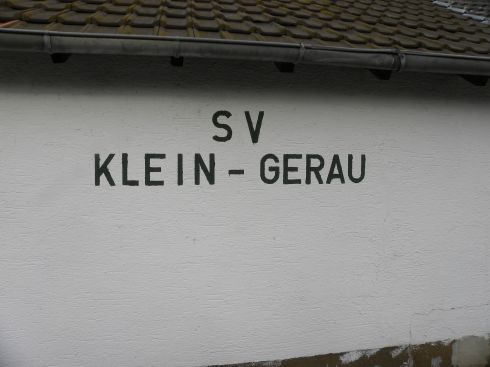 SV
KLEIN - GERAU